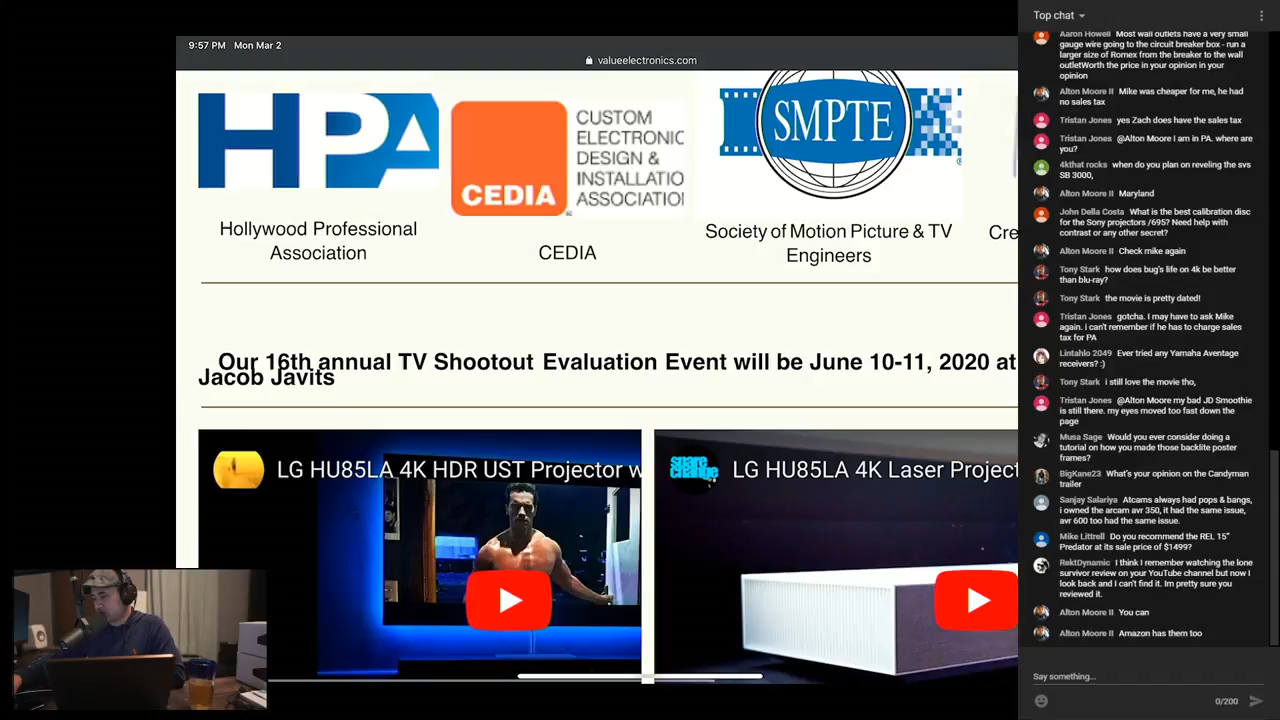 9:57 PM Mon Mar 2
valueelectronics.com
HPA
CEDIA
CUSTOM
ELECTRONIC
DESIGN &
INSTALLATIO
ASSOCIATIO
SMPTE
Hollywood Professional
Association
CEDIA
Society of Motion Picture & TV
Engineers
Cre
Our 16th annual TV Shootout Evaluation Event will be June 10-11, 2020 at
Jacob Javits
LG HU85LA 4K HDR UST Projector w
spare
change
LG HU85LA 4K Laser Project
Top chat
Aaron Howell Most wall outlets have a very small
gauge wire going to the circuit breaker box - run a
larger size of Romex from the breaker to the wall
outletWorth the price in your opinion in your
opinion
Alton Moore II Mike was cheaper for me, he had
no sales tax
Tristan Jones yes Zach does have the sales tax
Tristan Jones @Alton Moore I am in PA. where are
you?
4kthat rocks when do you plan on reveling the svs
SB 3000,
Alton Moore II Maryland
John Della Costa What is the best calibration disc
for the Sony projectors /695? Need help with
contrast or any other secret?
Alton Moore II Check mike again
Tony Stark how does bug's life on 4k be better
than blu-ray?
Tony Stark the movie is pretty dated!
Tristan Jones gotcha. I may have to ask Mike
again. i can't remember if he has to charge sales
tax for PA
Lintahlo 2049 Ever tried any Yamaha Aventage
receivers? :)
Tony Stark i still love the movie tho,
Tristan Jones @Alton Moore my bad JD Smoothie
is still there. my eyes moved too fast down the
page
Musa Sage Would you ever consider doing a
tutorial on how you made those backlite poster
frames?
BigKane23 What's your opinion on the Candyman
trailer
Sanjay Salariya Atcams always had pops & bangs,
i owned the arcam avr 350, it had the same issue,
avr 600 too had the same issue.
Mike Littrell Do you recommend the REL 15"
Predator at its sale price of $1499?
RektDynamic I think I remember watching the lone
survivor review on your YouTube channel but now I
look back and I can't find it. Im pretty sure you
reviewed it.
Alton Moore II You can
Alton Moore II Amazon has them too
Say something...
0/200